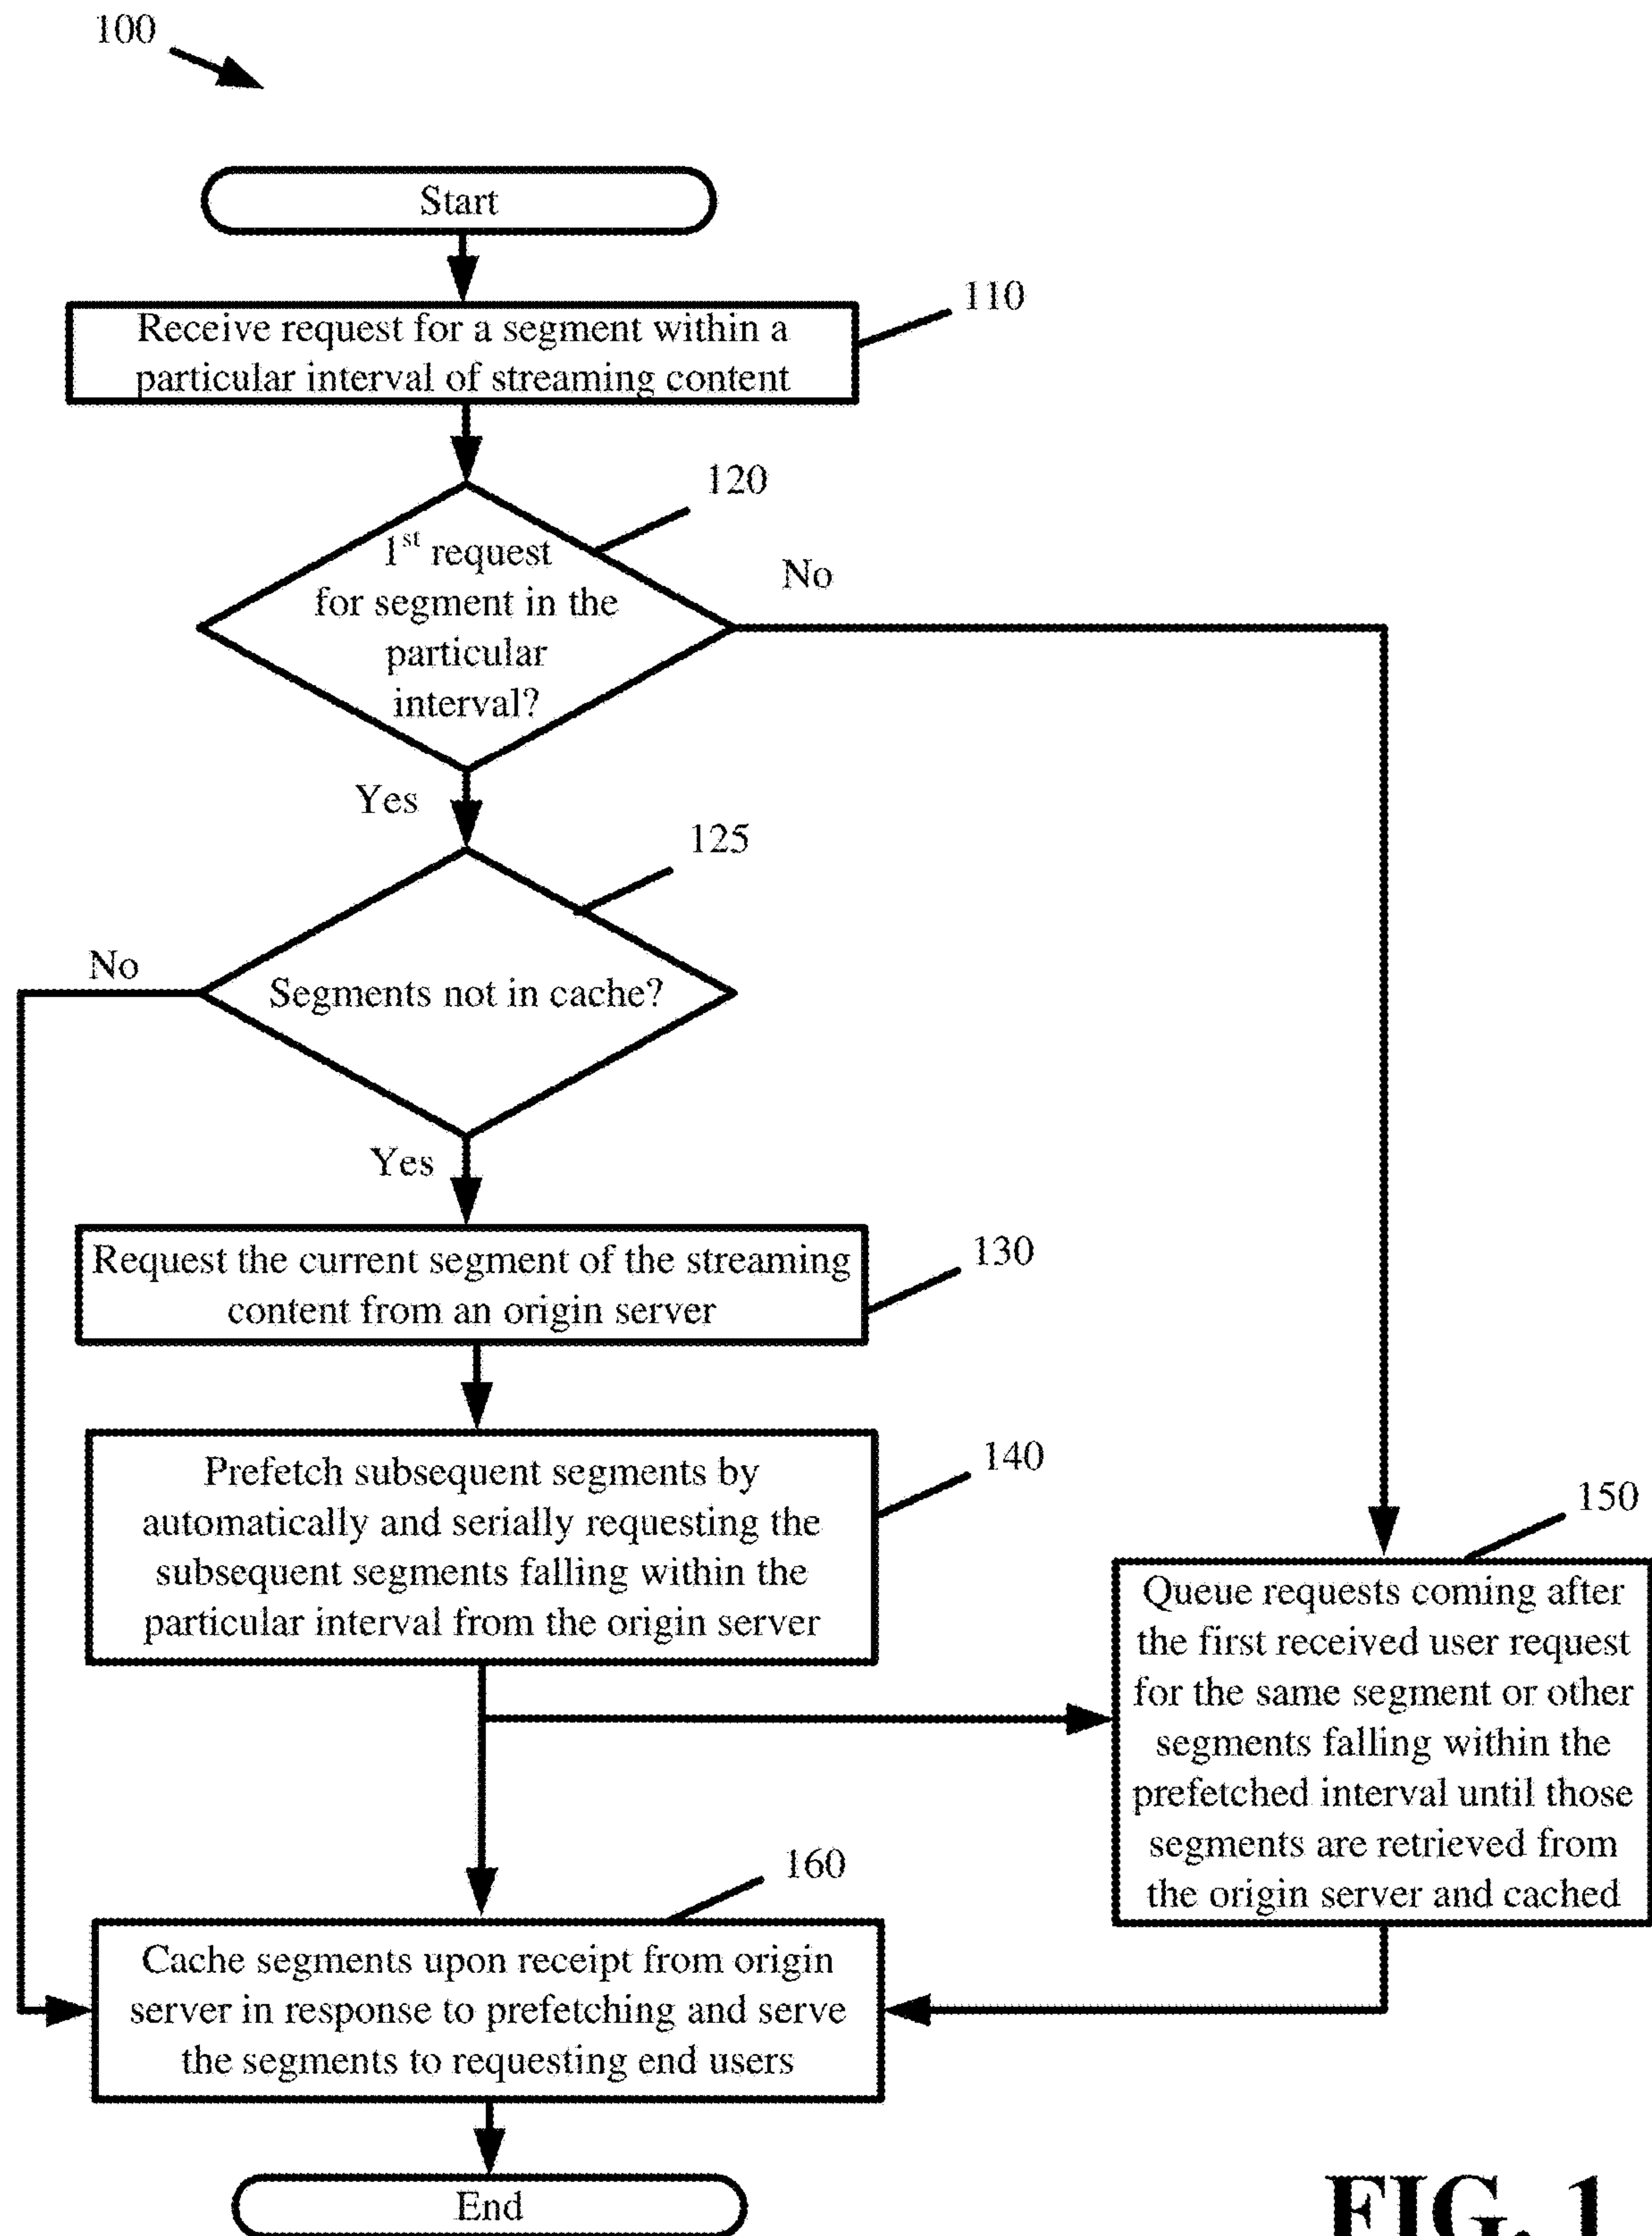 100
Start
Receive request for a segment within a
particular interval of streaming content
110
120
1st request
for segment in the
particular
interval?
No
Yes
125
No
Segments not in cache?
Yes
Request the current segment of the streaming
content from an origin server
130
Prefetch subsequent segments by
automatically and serially requesting the
subsequent segments falling within the
particular interval from the origin server
140
150
Queue requests coming after
the first received user request
for the same segment or other
segments falling within the
prefetched interval until those
segments are retrieved from
the origin server and cached
160
Cache segments upon receipt from origin
server in response to prefetching and serve
the segments to requesting end users
End
FIG. 1